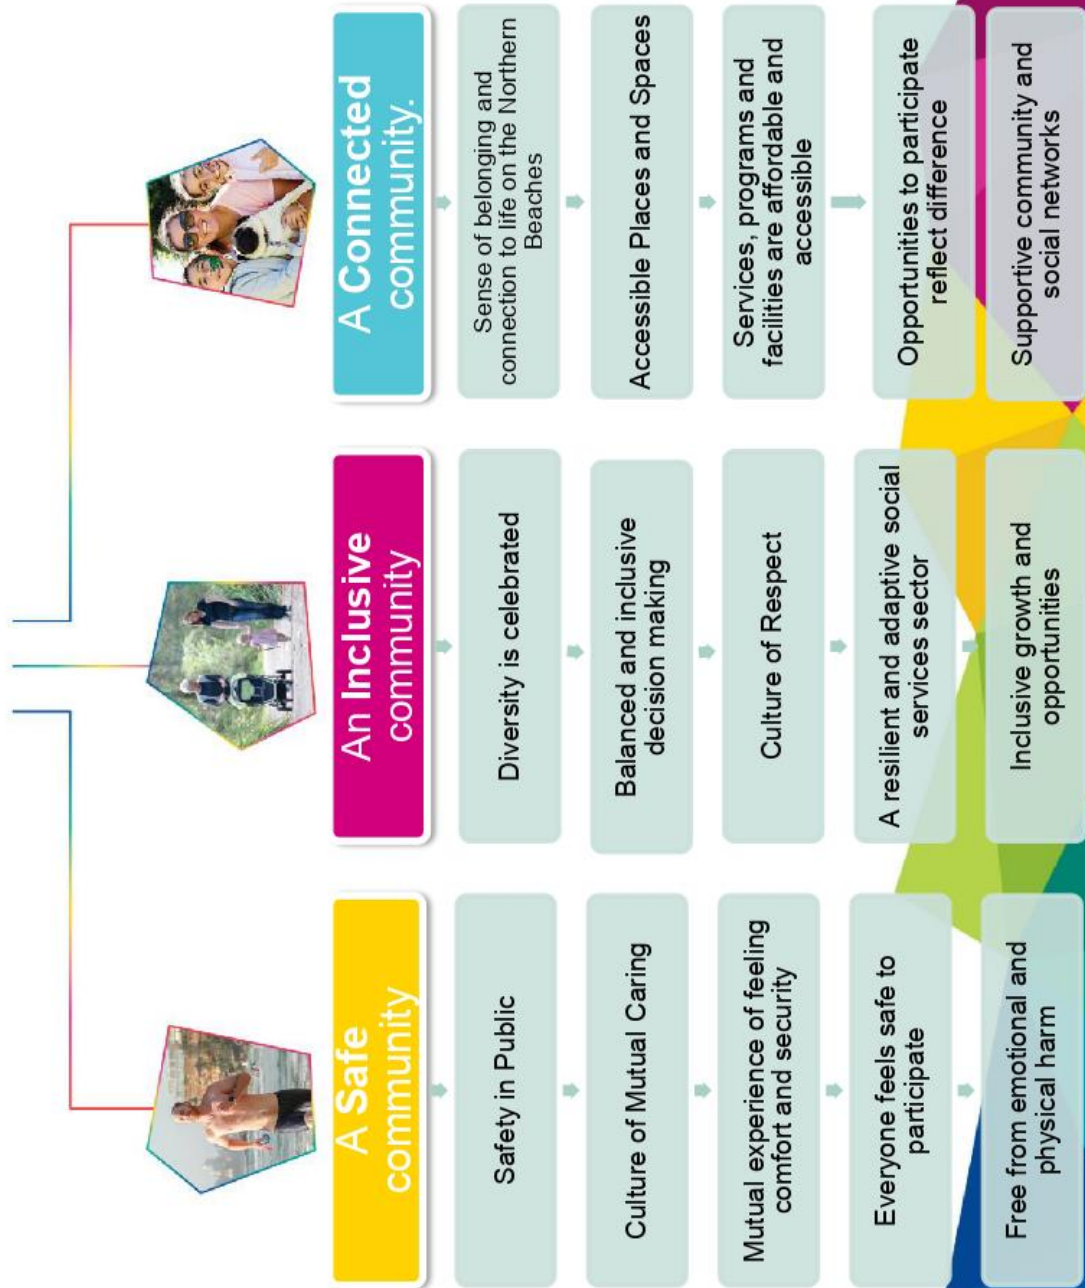 A Safe
community
Safety in Public
Culture of Mutual Caring
Mutual experience of feeling
comfort and security
Everyone feels safe to
participate
Free from emotional and
physical harm
An Inclusive
community
Diversity is celebrated
Balanced and inclusive
decision making
Culture of Respect
A resilient and adaptive social
services sector
Inclusive growth and
opportunities
A Connected
community.
Sense of belonging and
connection to life on the Northern
Beaches
Accessible Places and Spaces
Services, programs and
facilities are affordable and
accessible
Opportunities to participate
reflect difference
Supportive community and
social networks